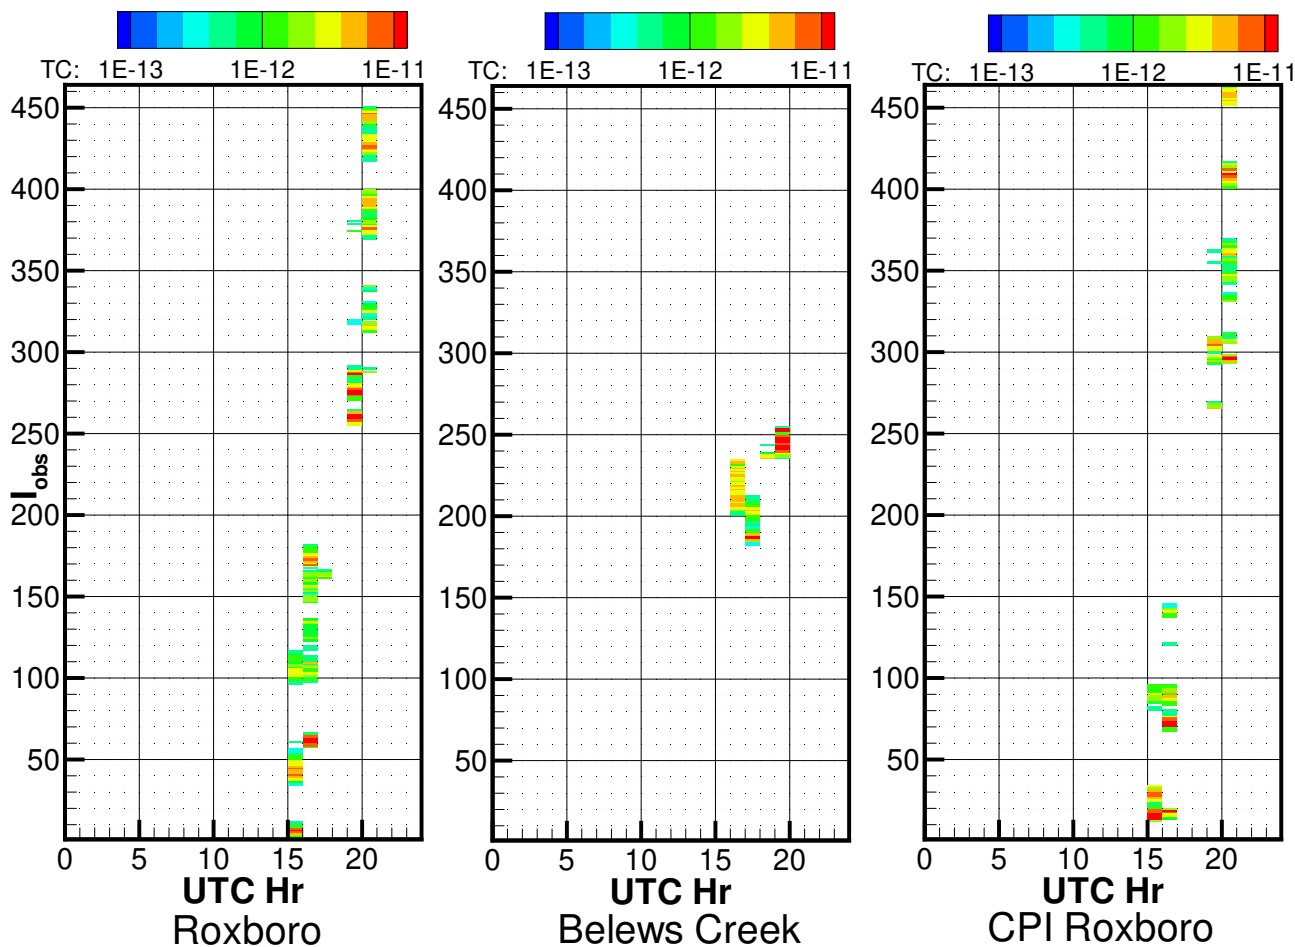 TC: 1E-13 1E-12 1E-11
TC: 1E-13 1E-12 1E-11
TC: 1E-13 1E-12 1E-11
450 450 450
400 400 400
350 350 350
300 300 300
250 250 250
Iobs
200 200 200
150 150 150
100 100 100
50 50 50
0 5 10 15 20 0 5 10 15 20 0 5 10 15 20
UTC Hr UTC Hr UTC Hr
Roxboro Belews Creek CPI Roxboro